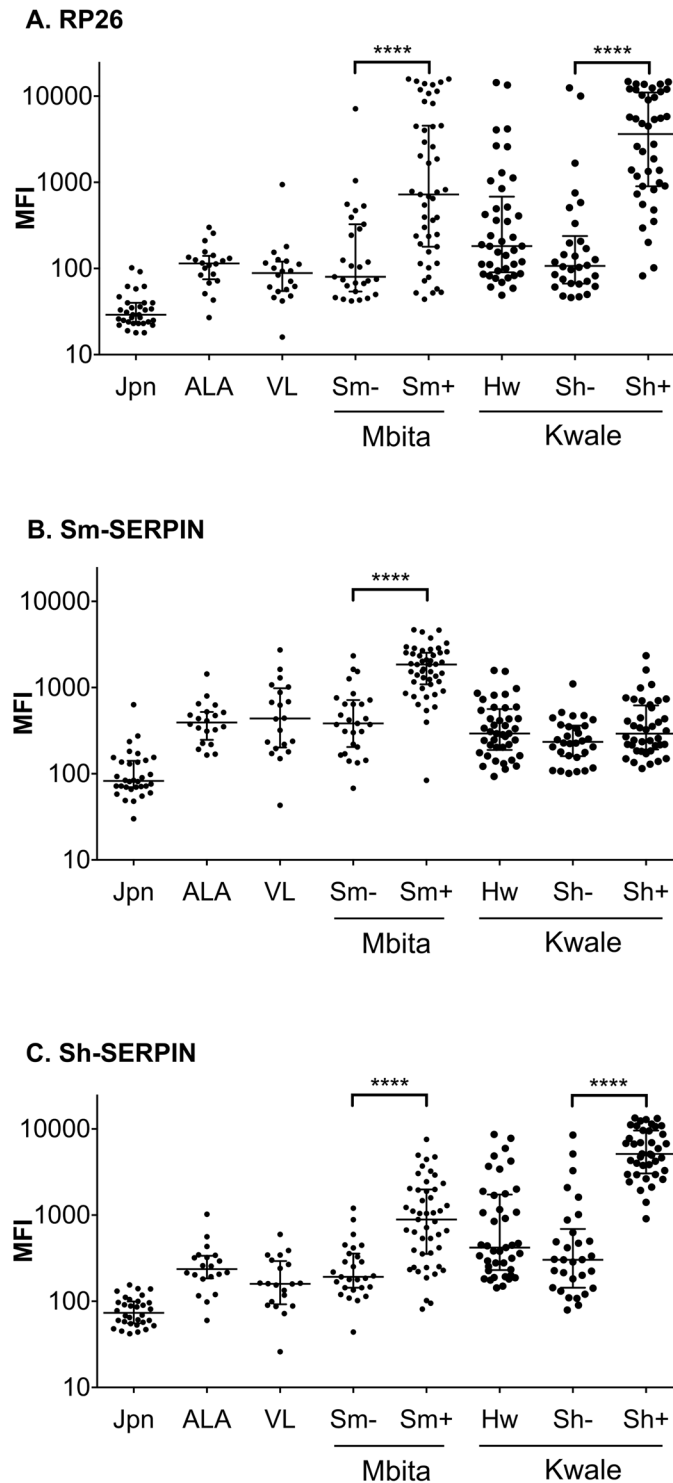 A. RP26
**** ****
10000
1000
100
10
MFI
Jpn ALA VL Sm- Sm+ Hw Sh- Sh+
Mbita Kwale
B. Sm-SERPIN
****
10000
1000
100
10
MFI
Jpn ALA VL Sm- Sm+ Hw Sh- Sh+
Mbita Kwale
C. Sh-SERPIN
**** ****
10000
1000
100
10
MFI
Jpn ALA VL Sm- Sm+ Hw Sh- Sh+
Mbita Kwale